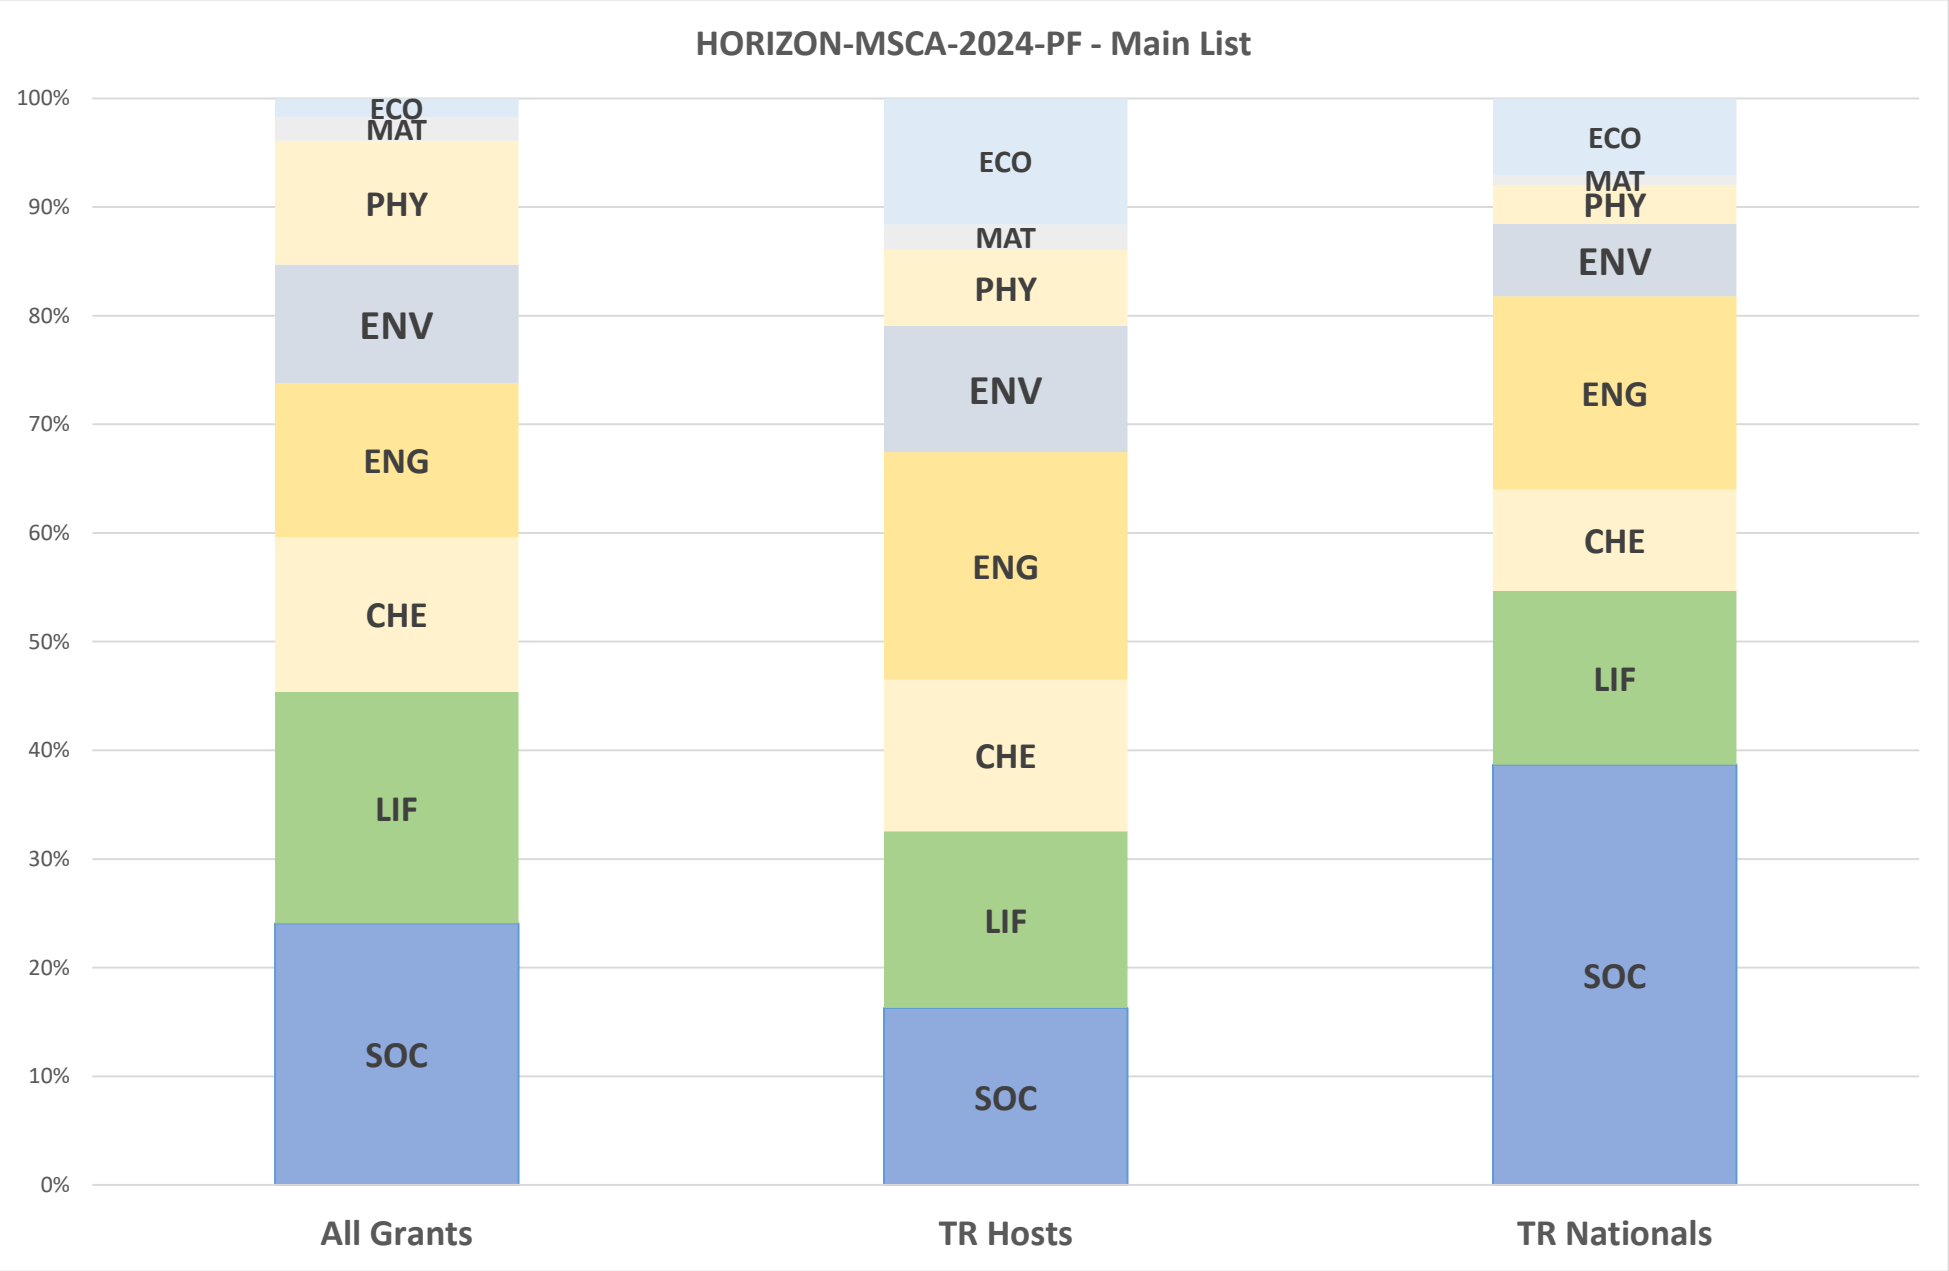 HORIZON-MSCA-2024-PF - Main List
100%
90%
80%
70%
60%
50%
40%
30%
20%
10%
0%
ECO
MAT
PHY
ENV
ENG
CHE
LIF
SOC
ECO
MAT
PHY
ENV
ENG
CHE
LIF
SOC
ECO
MAT
PHY
ENV
ENG
CHE
LIF
SOC
All Grants
TR Hosts
TR Nationals